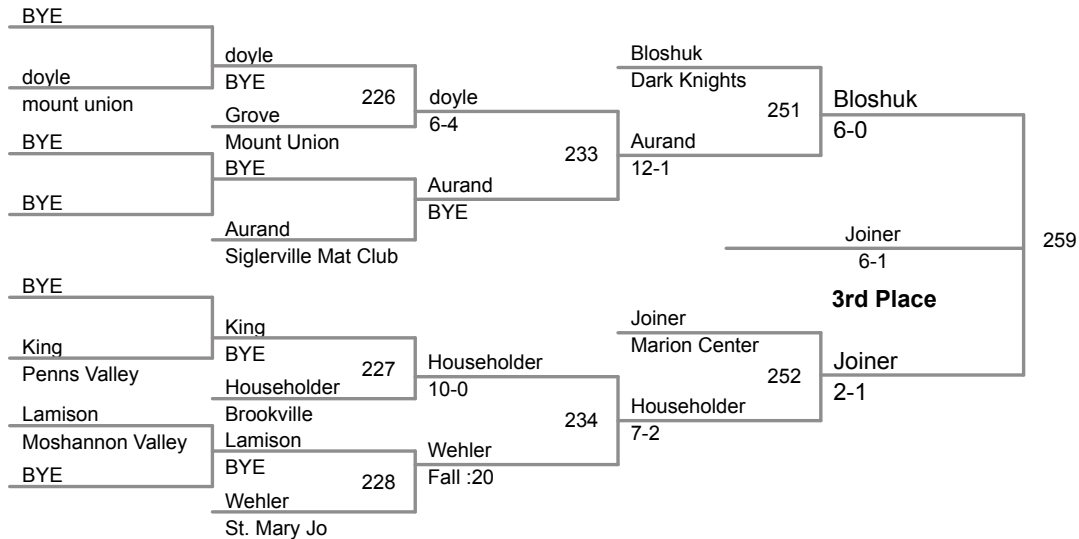 BYE
doyle
mount union
BYE
BYE
BYE
King
Penns Valley
Lamison
Moshannon Valley
BYE
doyle
BYE
226
Grove
Mount Union
BYE
Aurand
Siglerville Mat Club
King
BYE
227
Householder
Brookville
Lamison
BYE
228
Wehler
St. Mary Jo
doyle
6-4
233
Aurand
BYE
Householder
10-0
234
Wehler
Fall :20
Bloshuk
Dark Knights
251
Aurand
12-1
Joiner
Marion Center
252
Householder
7-2
Bloshuk
6-0
Joiner
6-1
259
3rd Place
Joiner
2-1